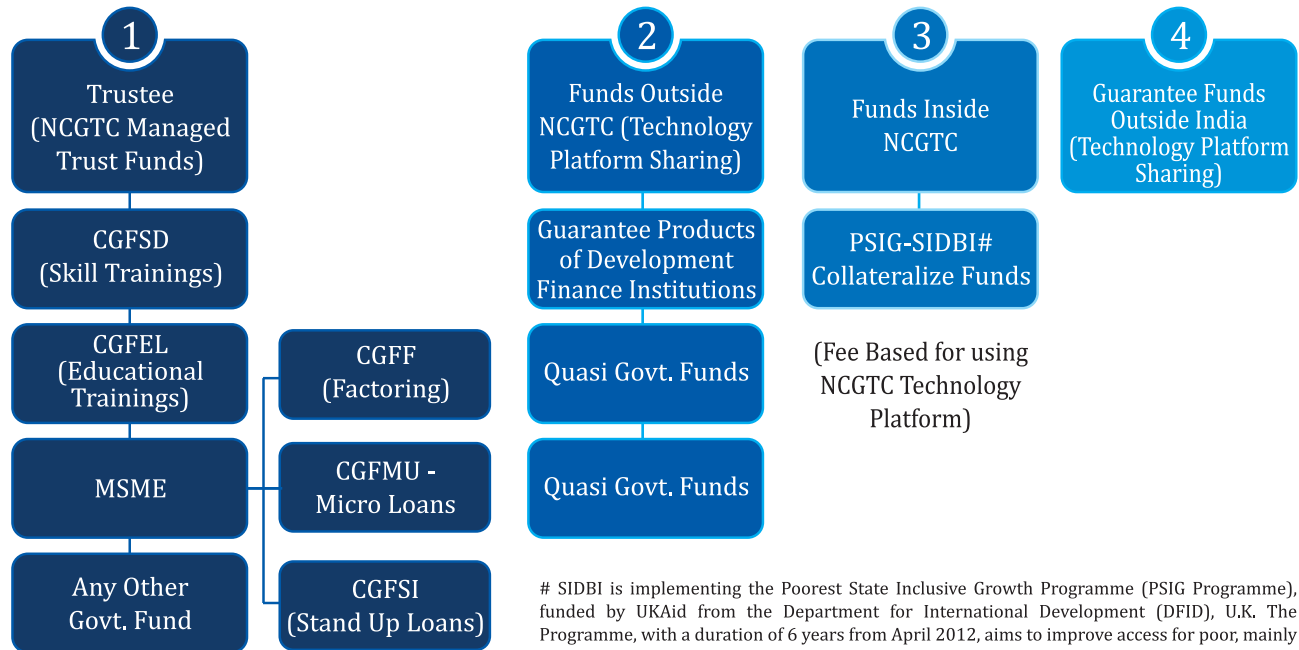 1
Trustee
(NCGTC Managed
Trust Funds)
CGFSD
(Skill Trainings)
CGFEL
(Educational
Trainings)
MSME
Any Other
Govt. Fund
CGFF
(Factoring)
CGFMU -
Micro Loans
CGFSI
(Stand Up Loans)
2
Funds Outside
NCGTC (Technology
Platform Sharing)
Guarantee Products
of Development
Finance Institutions
Quasi Govt. Funds
Quasi Govt. Funds
3
Funds Inside
NCGTC
PSIG-SIDBI#
Collateralize Funds
(Fee Based for using
NCGTC Technology
Platform)
4
Guarantee Funds
Outside India
(Technology Platform
Sharing)
# SIDBI is implementing the Poorest State Inclusive Growth Programme (PSIG Programme),
funded by UKAid from the Department for International Development (DFID), U.K. The
Programme, with a duration of 6 years from April 2012, aims to improve access for poor, mainly